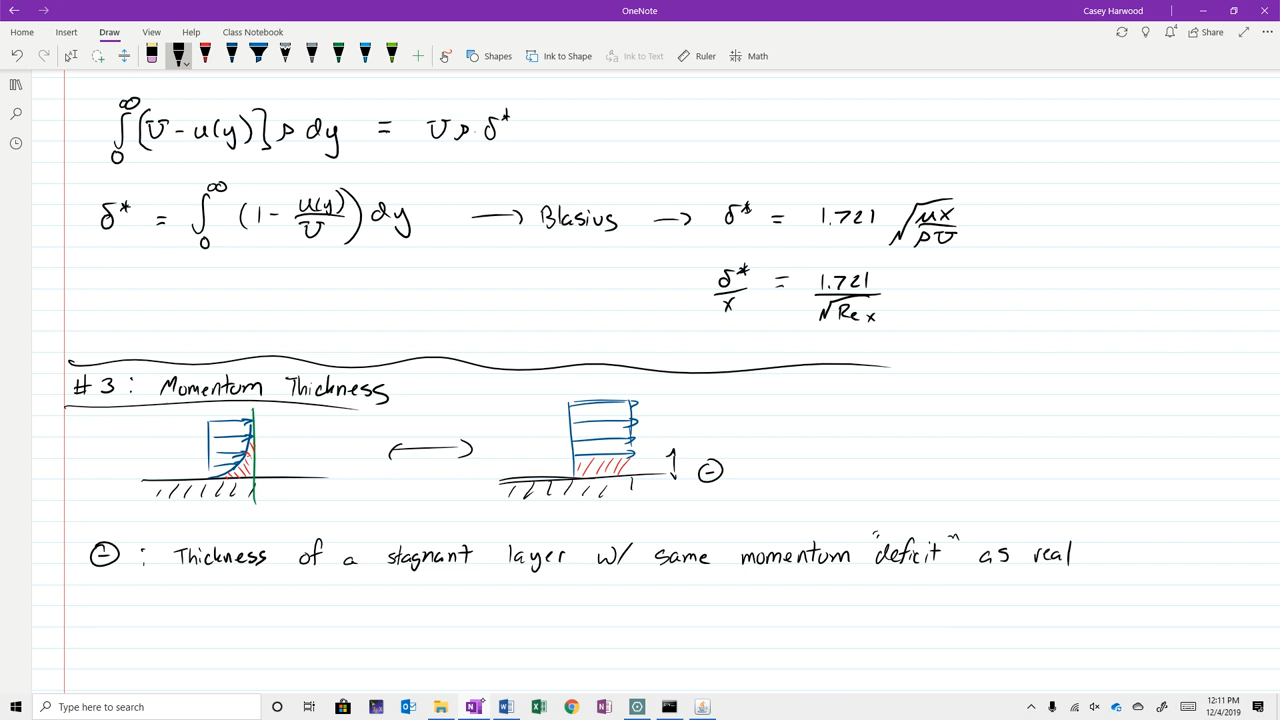 OneNote
Casey Harwood
Home Insert Draw View Help Class Notebook
Share
Shapes Ink to Shape Ink to Text Ruler Math
∫₀^∞ [U - u(y)] ρ dy = U ρ · δ*
δ* = ∫₀^∞ (1 - u(y)/U) dy → Blasius → δ* = 1.721 √(μx/ρU)
δ*/x = 1.721/√Re x
#3: Momentum Thickness
Θ
Θ : Thickness of a stagnant layer w/ same momentum "deficit" as real
Type here to search
12:11 PM
12/4/2019